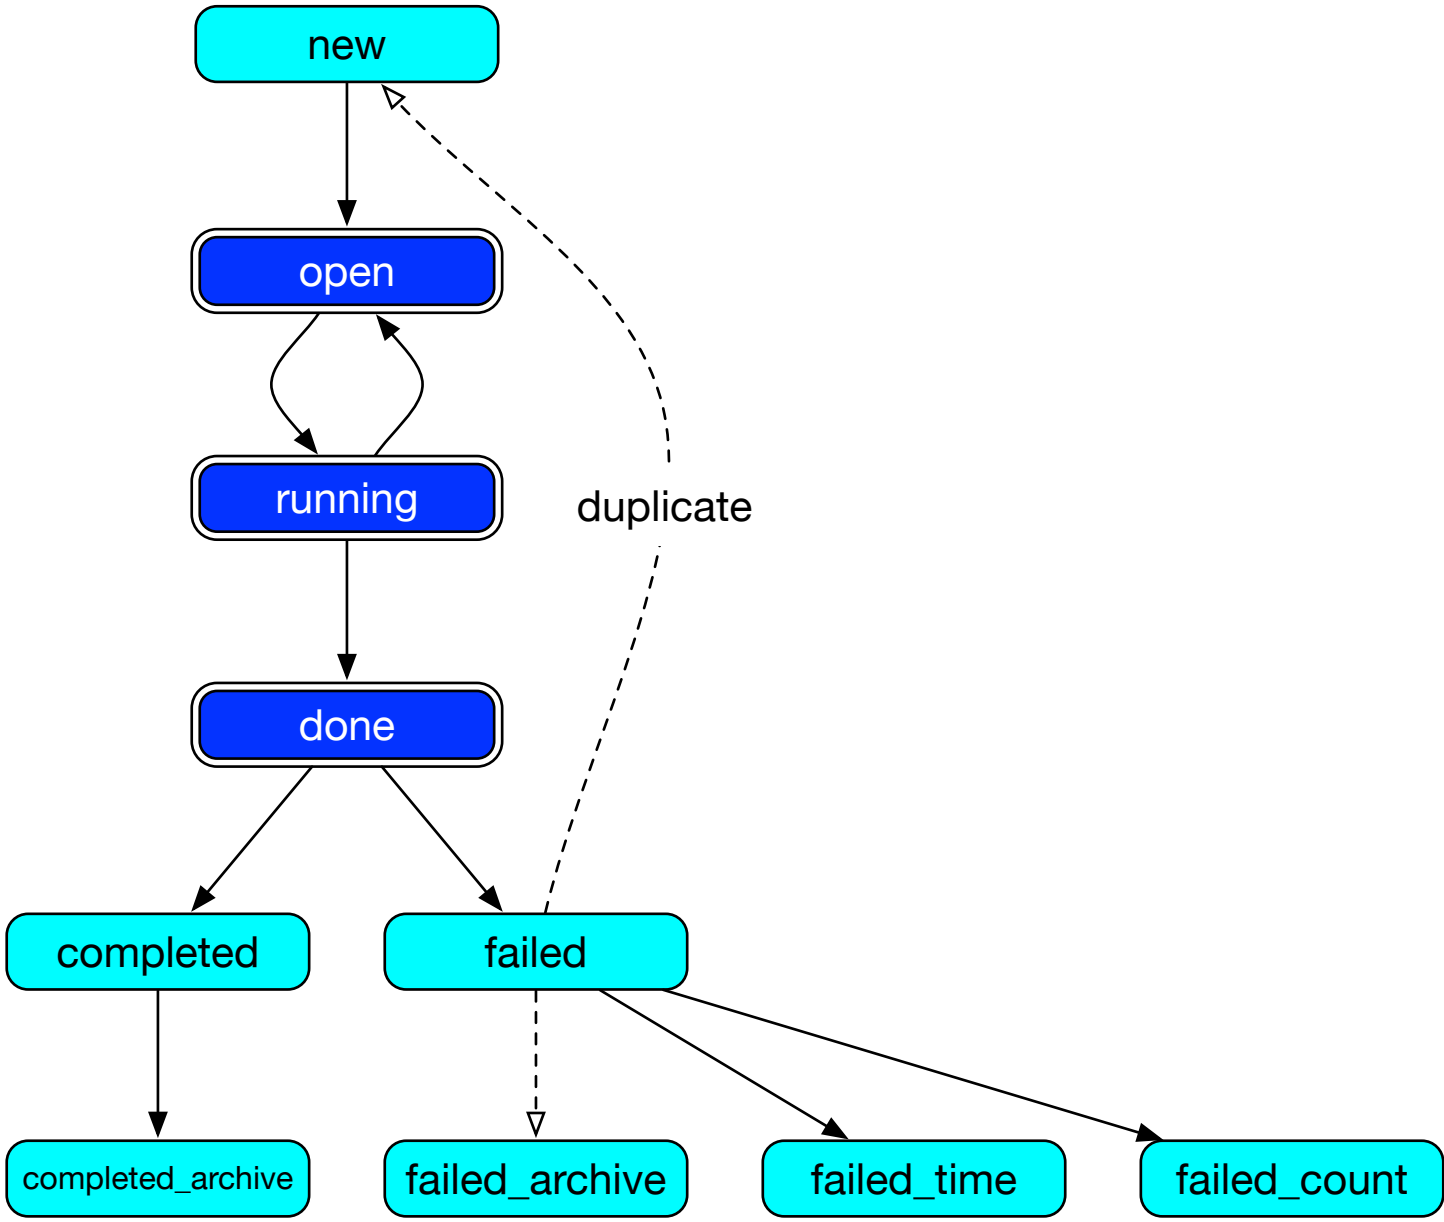 new
open
running
duplicate
done
completed
failed
completed_archive
failed_archive
failed_time
failed_count